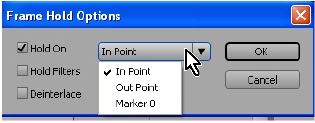 Frame Hold Options
Hold On
In Point
OK
Hold Filters
In Point
Cancel
Out Point
Deinterlace
Marker 0